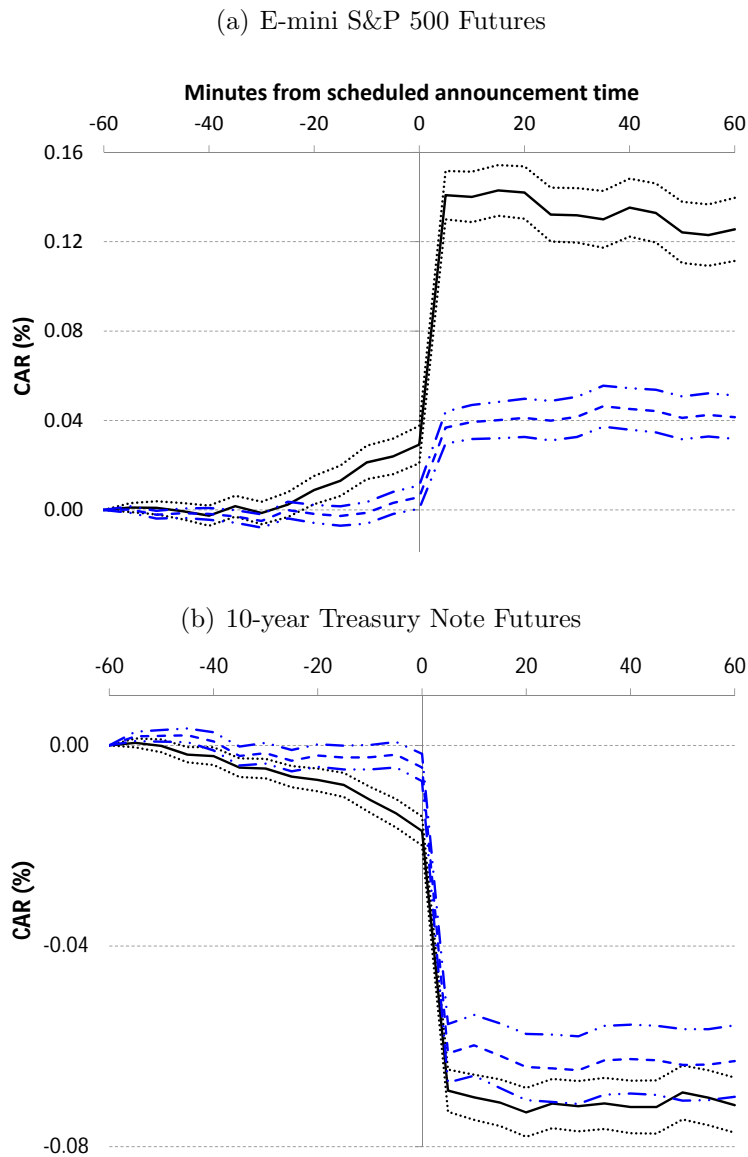 (a) E-mini S&P 500 Futures
Minutes from scheduled announcement time
-60 -40 -20 0 20 40 60
0.16
0.12
0.08
0.04
0.00
CAR (%)
(b) 10-year Treasury Note Futures
-60 -40 -20 0 20 40 60
0.00
-0.04
-0.08
CAR (%)